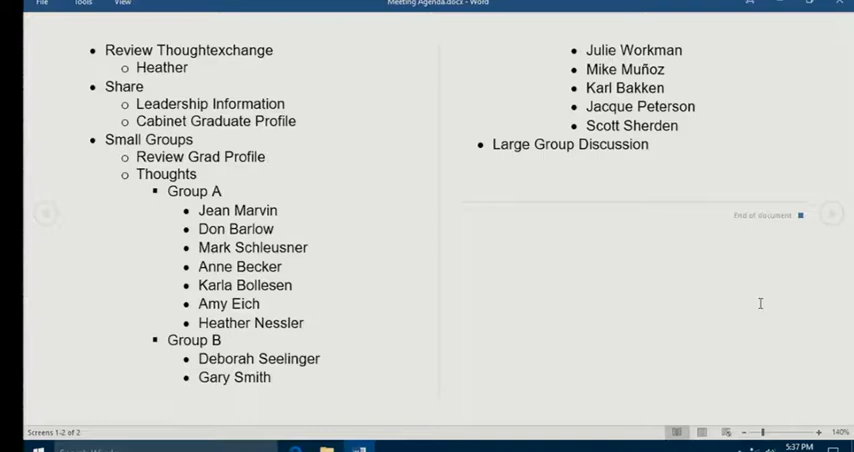 File Tools View
Meeting Agenda.docx - Word
• Review Thoughtexchange
o Heather
• Share
o Leadership Information
o Cabinet Graduate Profile
• Small Groups
o Review Grad Profile
o Thoughts
▪ Group A
• Jean Marvin
• Don Barlow
• Mark Schleusner
• Anne Becker
• Karla Bollesen
• Amy Eich
• Heather Nessler
▪ Group B
• Deborah Seelinger
• Gary Smith
• Julie Workman
• Mike Muñoz
• Karl Bakken
• Jacque Peterson
• Scott Sherden
• Large Group Discussion
End of document
Screens 1-2 of 2
140%
5:37 PM